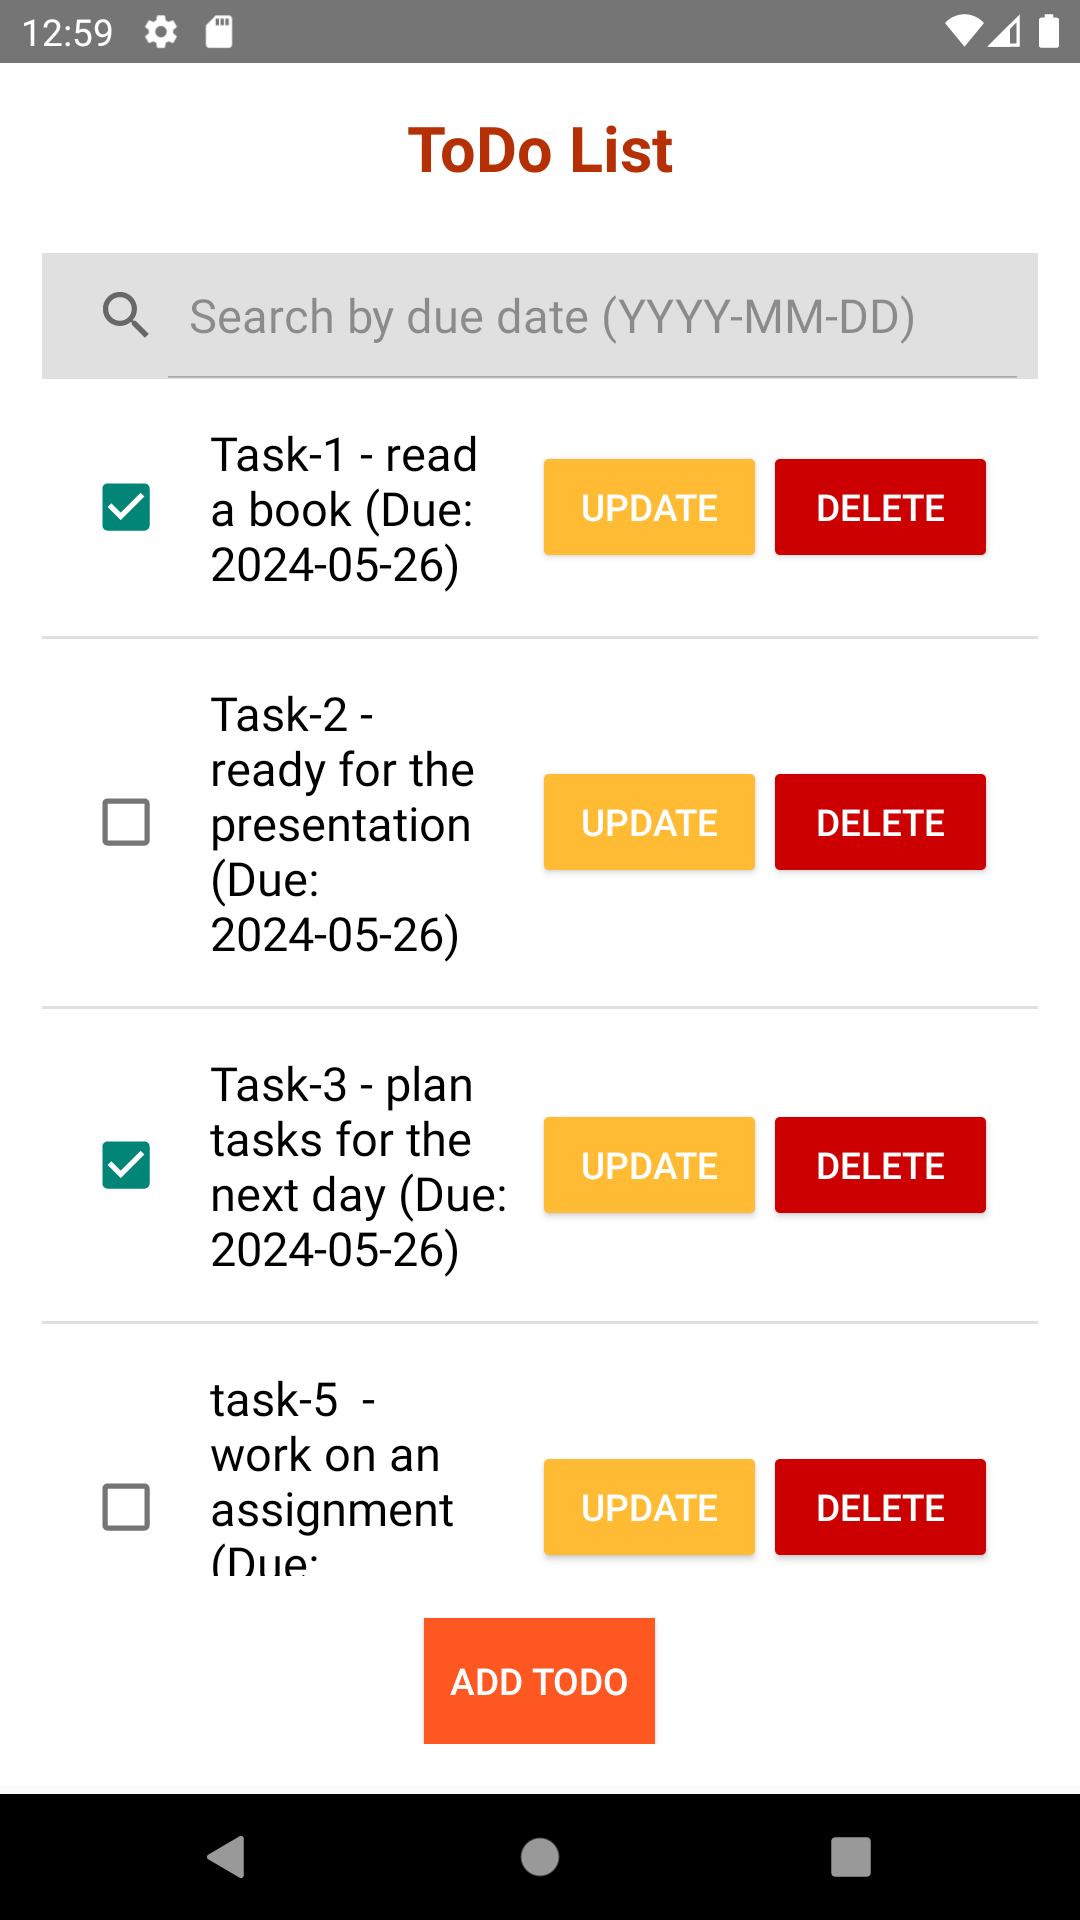 12:59
ToDo List
Search by due date (YYYY-MM-DD)
Task-1 - read
a book (Due:
2024-05-26)
UPDATE
DELETE
Task-2 -
ready for the
presentation
(Due:
2024-05-26)
UPDATE
DELETE
Task-3 - plan
tasks for the
next day (Due:
2024-05-26)
UPDATE
DELETE
task-5  -
work on an
assignment
(Due:
UPDATE
DELETE
ADD TODO